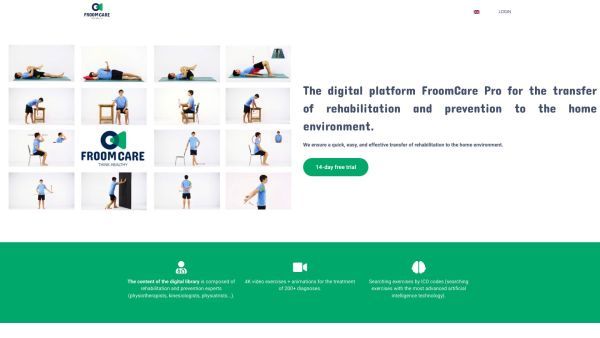 FROOMCARE
LOGIN
FROOMCARE
THINK HEALTHY
The digital platform FroomCare Pro for the transfer
of rehabilitation and prevention to the home
environment.
We ensure a quick, easy, and effective transfer of rehabilitation to the home environment.
14-day free trial
The content of the digital library is composed of
rehabilitation and prevention experts
(physiotherapists, kinesiologists, physiatrists...).
4K video exercises + animations for the treatment
of 200+ diagnoses.
Searching exercises by ICD codes (searching
exercises with the most advanced artificial
intelligence technology).